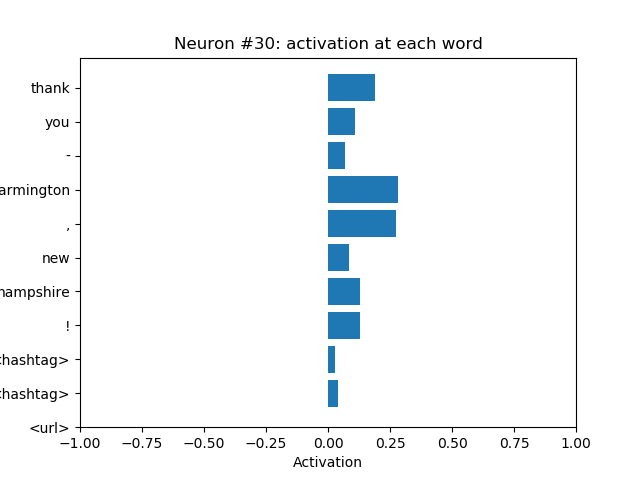 Neuron #30: activation at each word
thank
you
-
armington
,
new
hampshire
!
hashtag>
hashtag>
<url>
−1.00 −0.75 −0.50 −0.25 0.00 0.25 0.50 0.75 1.00
Activation